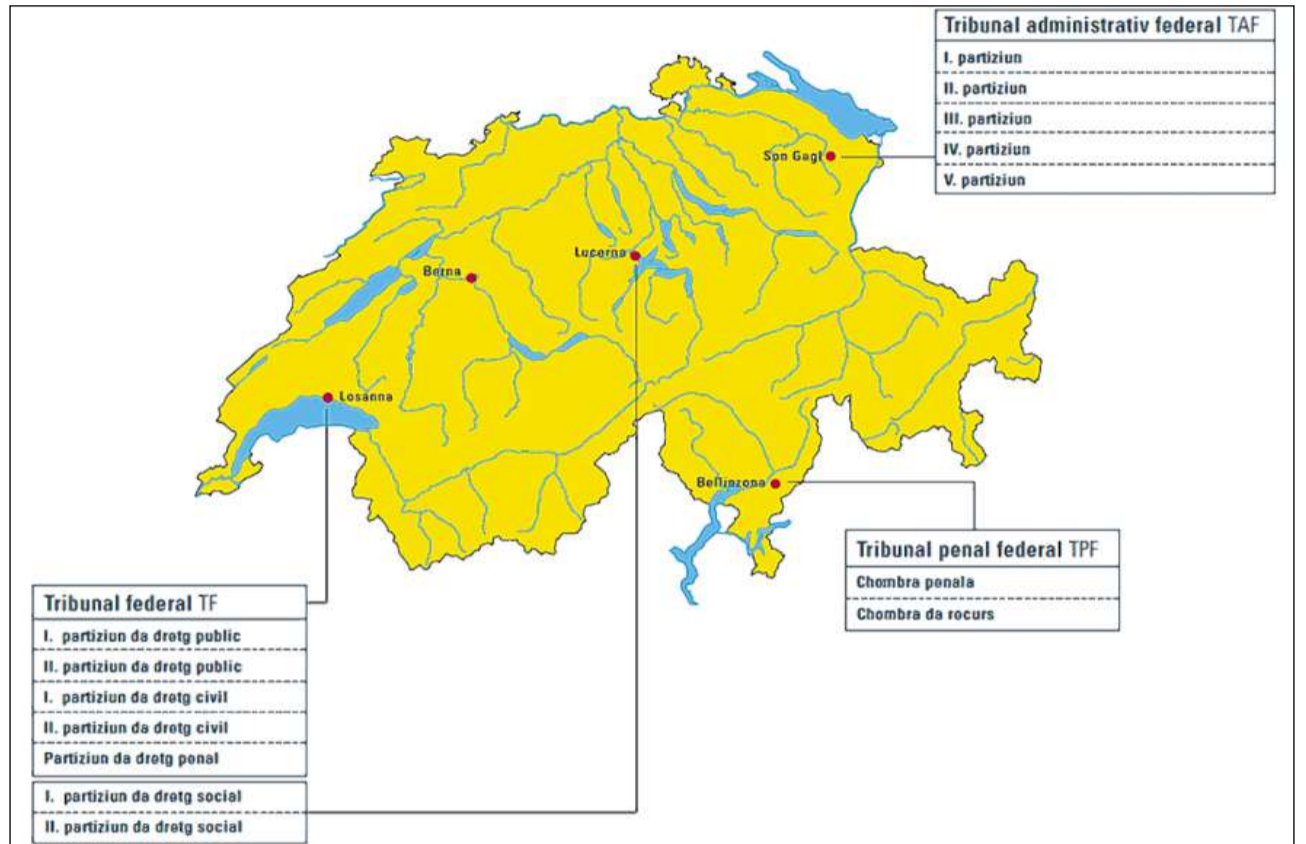 Tribunal administrativ federal TAF
I. partiziun
II. partiziun
III. partiziun
IV. partiziun
V. partiziun
Son Gagl
Lucerna
Berna
Losanna
Bellinzona
Tribunal penal federal TPF
Chombra penala
Chombra da recurs
Tribunal federal TF
I. partiziun da dretg public
II. partiziun da dretg public
I. partiziun da dretg civil
II. partiziun da dretg civil
Partiziun da dretg penal
I. partiziun da dretg social
II. partiziun da dretg social